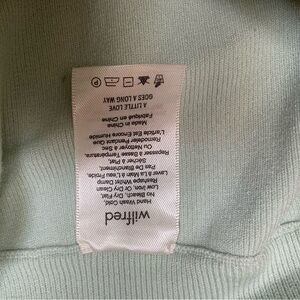 wilfred
Hand Wash Cold,
No Bleach, Dry Flat,
Low Iron, or Dry Clean
Reshape Whilst Damp
Laver À La Main À L'eau Froide,
Pas De Blanchiment,
Sécher à Plat,
Repasser à Basse Température,
Ou Nettoyer à Sec
Remodeler Pendant Que
L'article Est Encore Humide
Made in China
Fabriqué en Chine
A LITTLE LOVE
GOES A LONG WAY
P